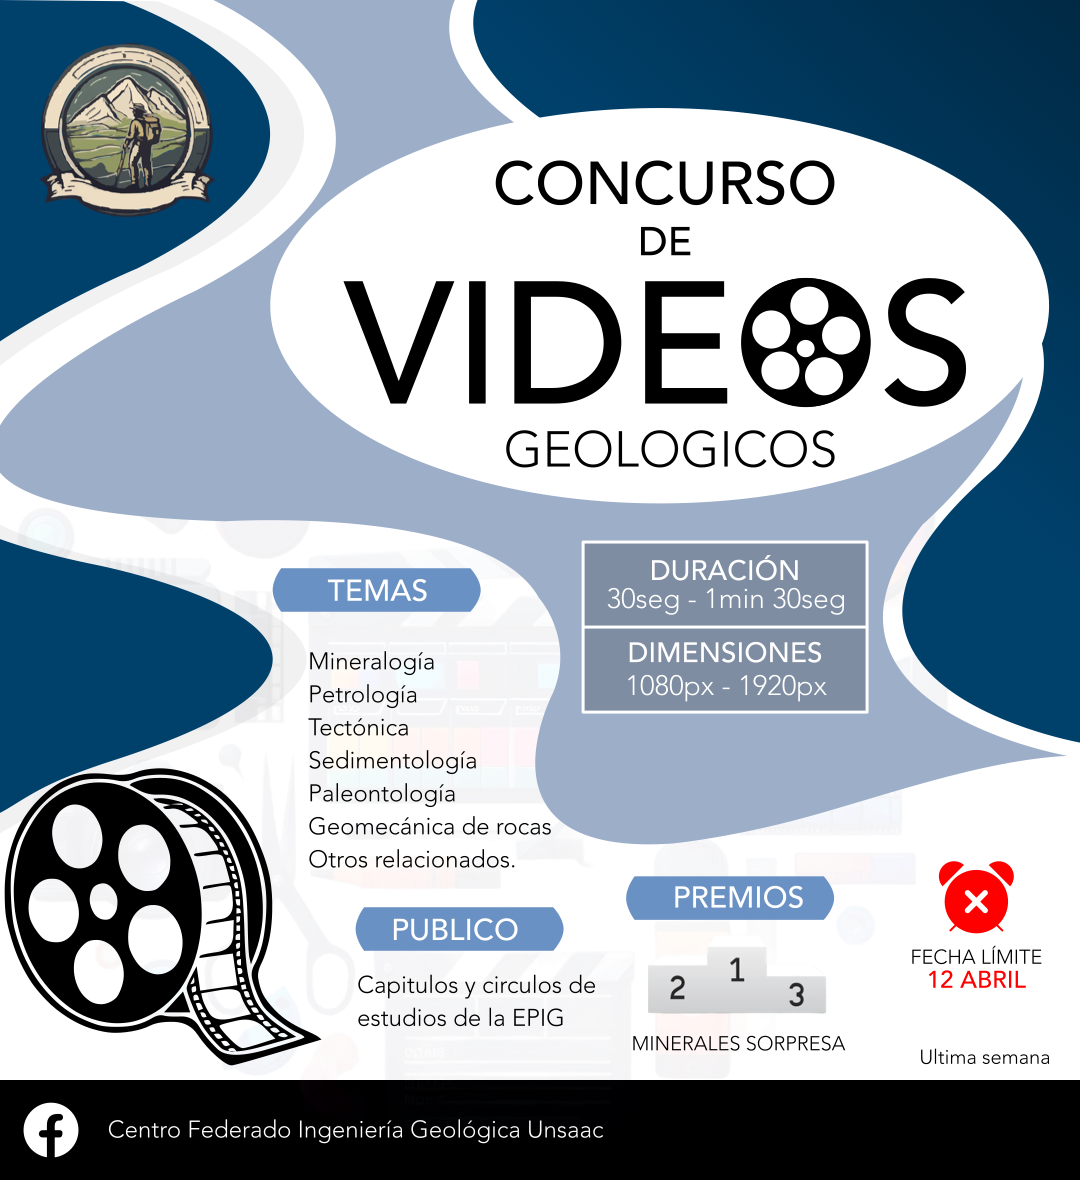 CONCURSO
DE
VIDEOS
GEOLOGICOS
DURACIÓN
30seg - 1min 30seg
DIMENSIONES
1080px - 1920px
TEMAS
Mineralogía
Petrología
Tectónica
Sedimentología
Paleontología
Geomecánica de rocas
Otros relacionados.
PUBLICO
Capitulos y circulos de
estudios de la EPIG
PREMIOS
2 1 3
MINERALES SORPRESA
FECHA LÍMITE
12 ABRIL
Ultima semana
Centro Federado Ingeniería Geológica Unsaac